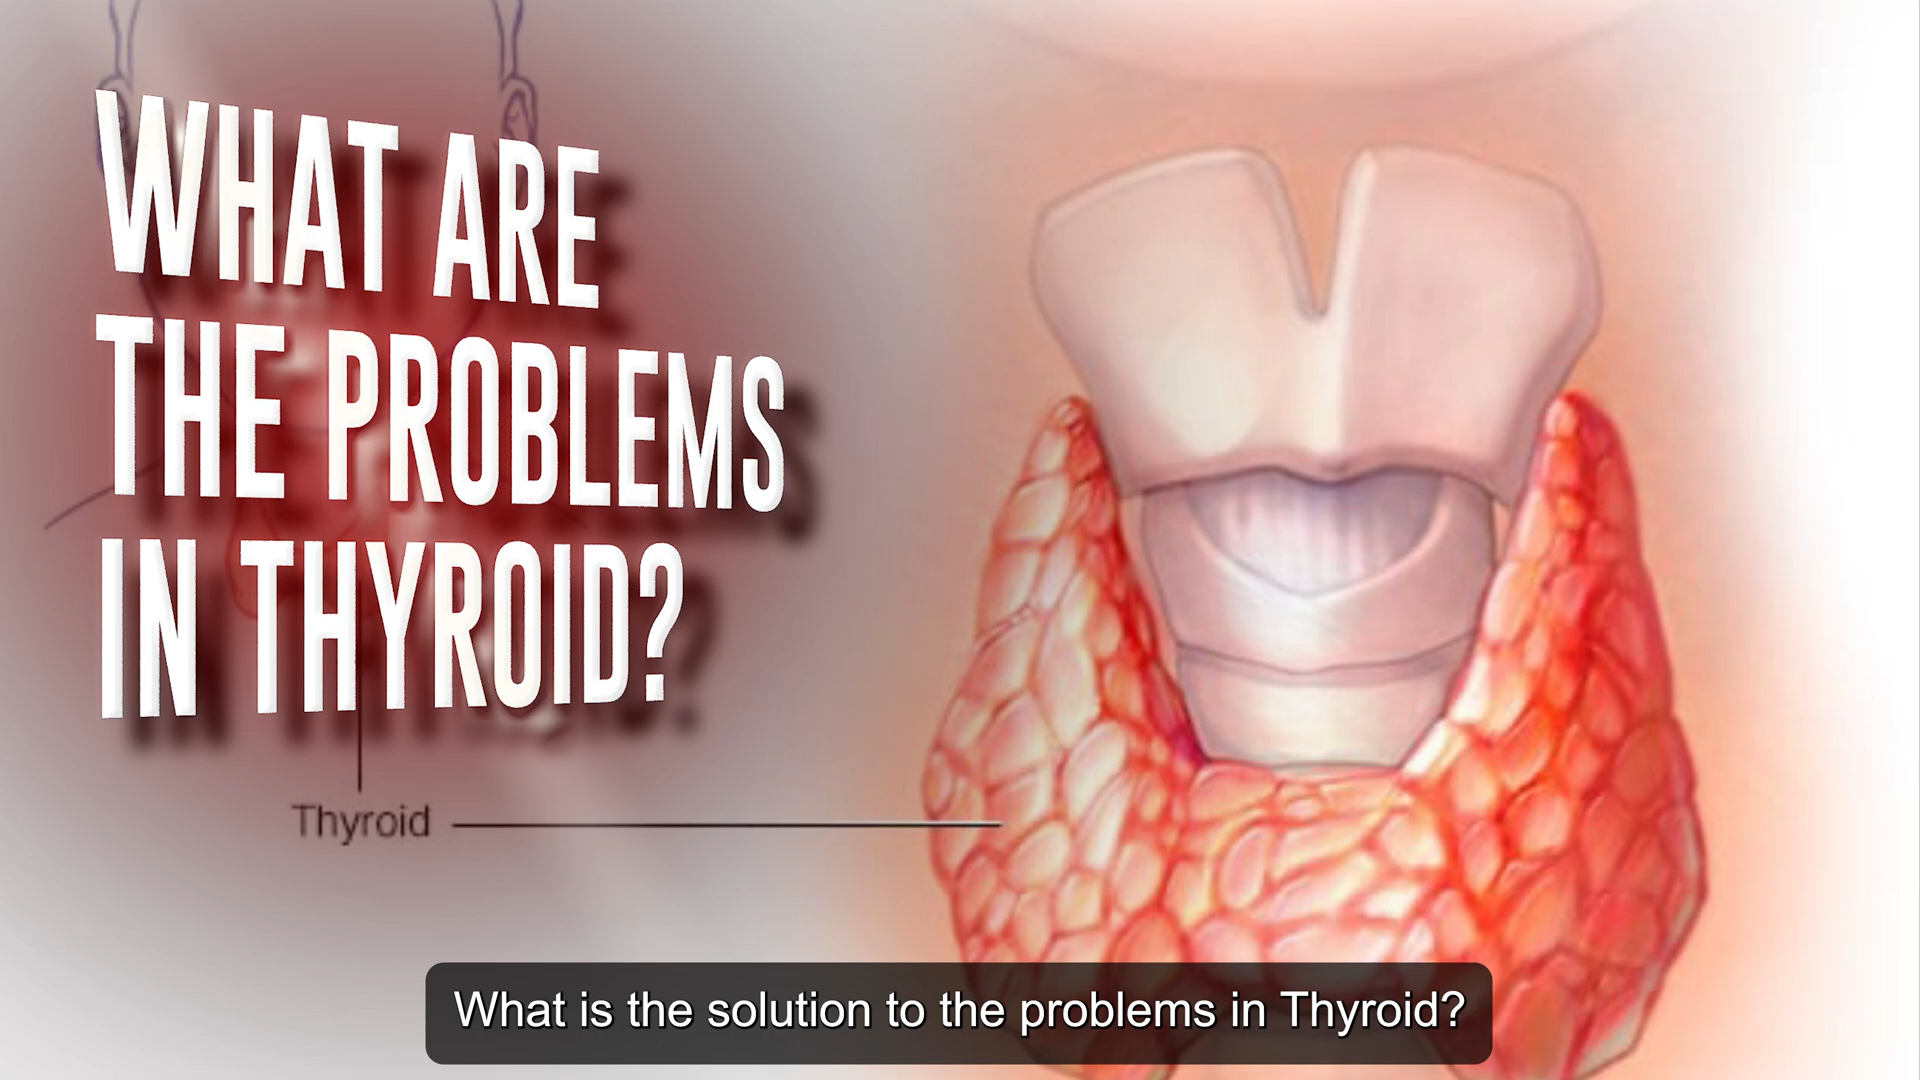 WHAT ARE
THE PROBLEMS
IN THYROID?
Thyroid
What is the solution to the problems in Thyroid?